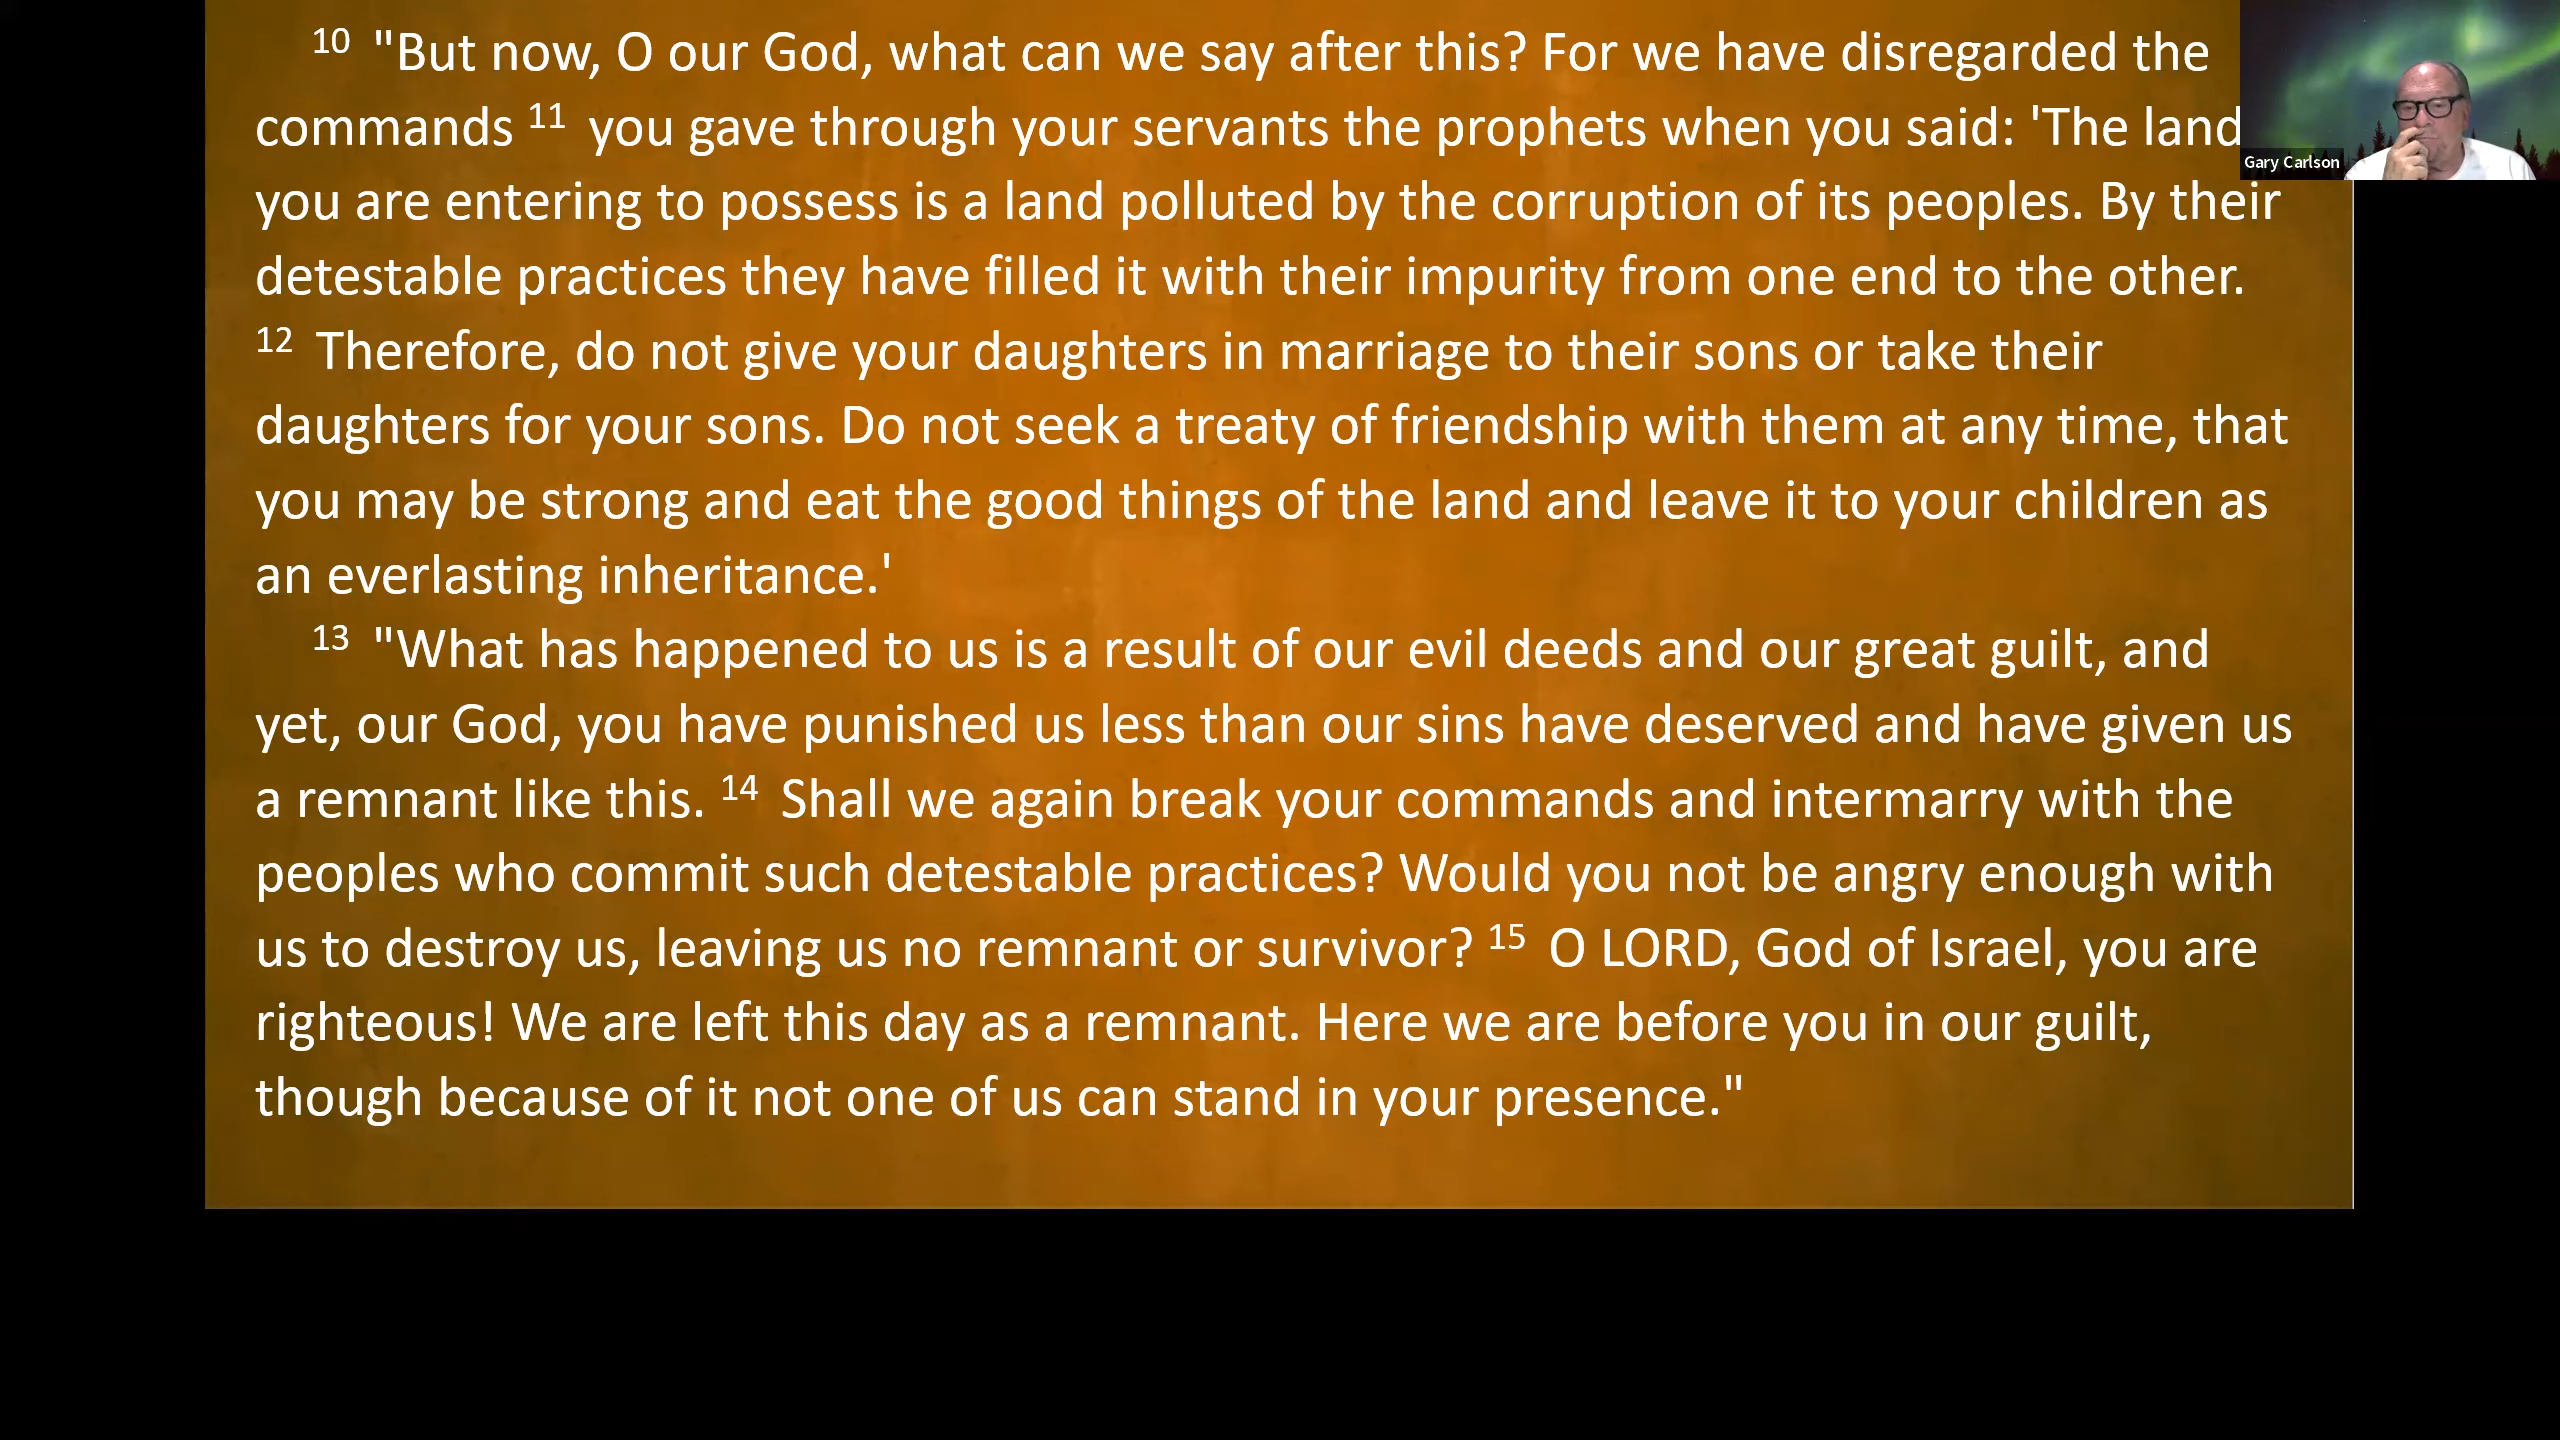 10 "But now, O our God, what can we say after this? For we have disregarded the
commands 11 you gave through your servants the prophets when you said: 'The land
you are entering to possess is a land polluted by the corruption of its peoples. By their
detestable practices they have filled it with their impurity from one end to the other.
12 Therefore, do not give your daughters in marriage to their sons or take their
daughters for your sons. Do not seek a treaty of friendship with them at any time, that
you may be strong and eat the good things of the land and leave it to your children as
an everlasting inheritance.'
13 "What has happened to us is a result of our evil deeds and our great guilt, and
yet, our God, you have punished us less than our sins have deserved and have given us
a remnant like this. 14 Shall we again break your commands and intermarry with the
peoples who commit such detestable practices? Would you not be angry enough with
us to destroy us, leaving us no remnant or survivor? 15 O LORD, God of Israel, you are
righteous! We are left this day as a remnant. Here we are before you in our guilt,
though because of it not one of us can stand in your presence."
Gary Carlson